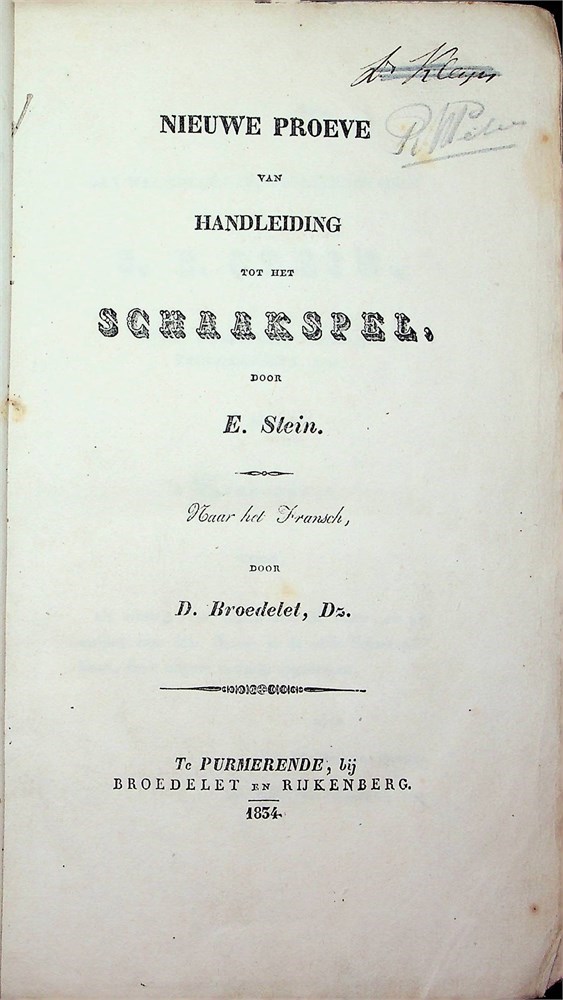 NIEUWE PROEVE
VAN
HANDLEIDING
TOT HET
SCHAAKSPEL,
DOOR
E. Stein.
Naar het Fransch,
DOOR
D. Broedelet, Dz.
Te PURMERENDE, bij
BROEDELET EN RIJKENBERG.
1834